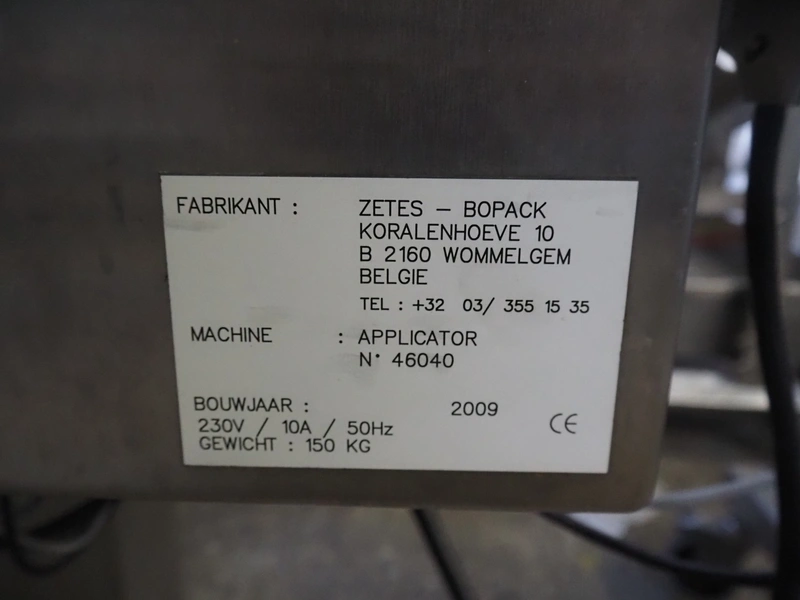 FABRIKANT : ZETES – BOPACK
KORALENHOEVE 10
B 2160 WOMMELGEM
BELGIE
TEL : +32 03/ 355 15 35
MACHINE : APPLICATOR
N° 46040
BOUWJAAR : 2009
230V / 10A / 50Hz
GEWICHT : 150 KG
CE